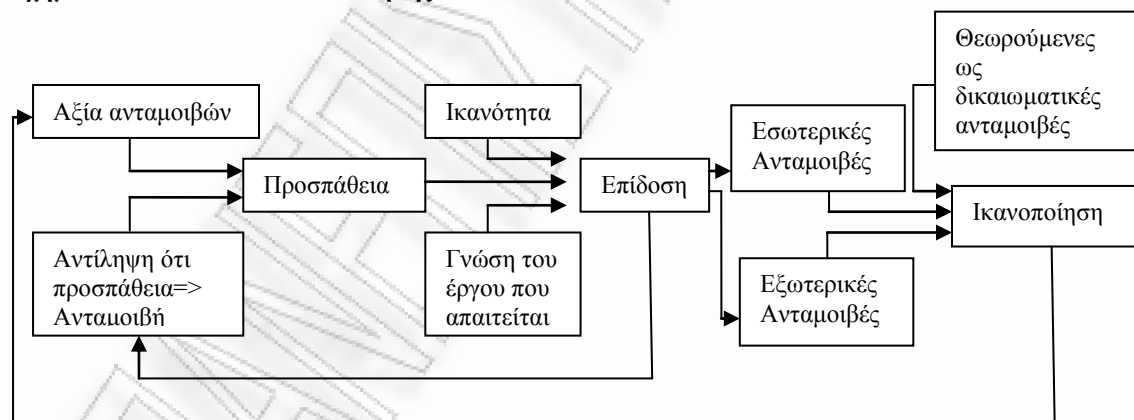 Θεωρούμενες
ως
δικαιωματικές
ανταμοιβές
Αξία ανταμοιβών
Ικανότητα
Εσωτερικές
Ανταμοιβές
Προσπάθεια
Επίδοση
Ικανοποίηση
Αντίληψη ότι
προσπάθεια=>
Ανταμοιβή
Γνώση του
έργου που
απαιτείται
Εξωτερικές
Ανταμοιβές